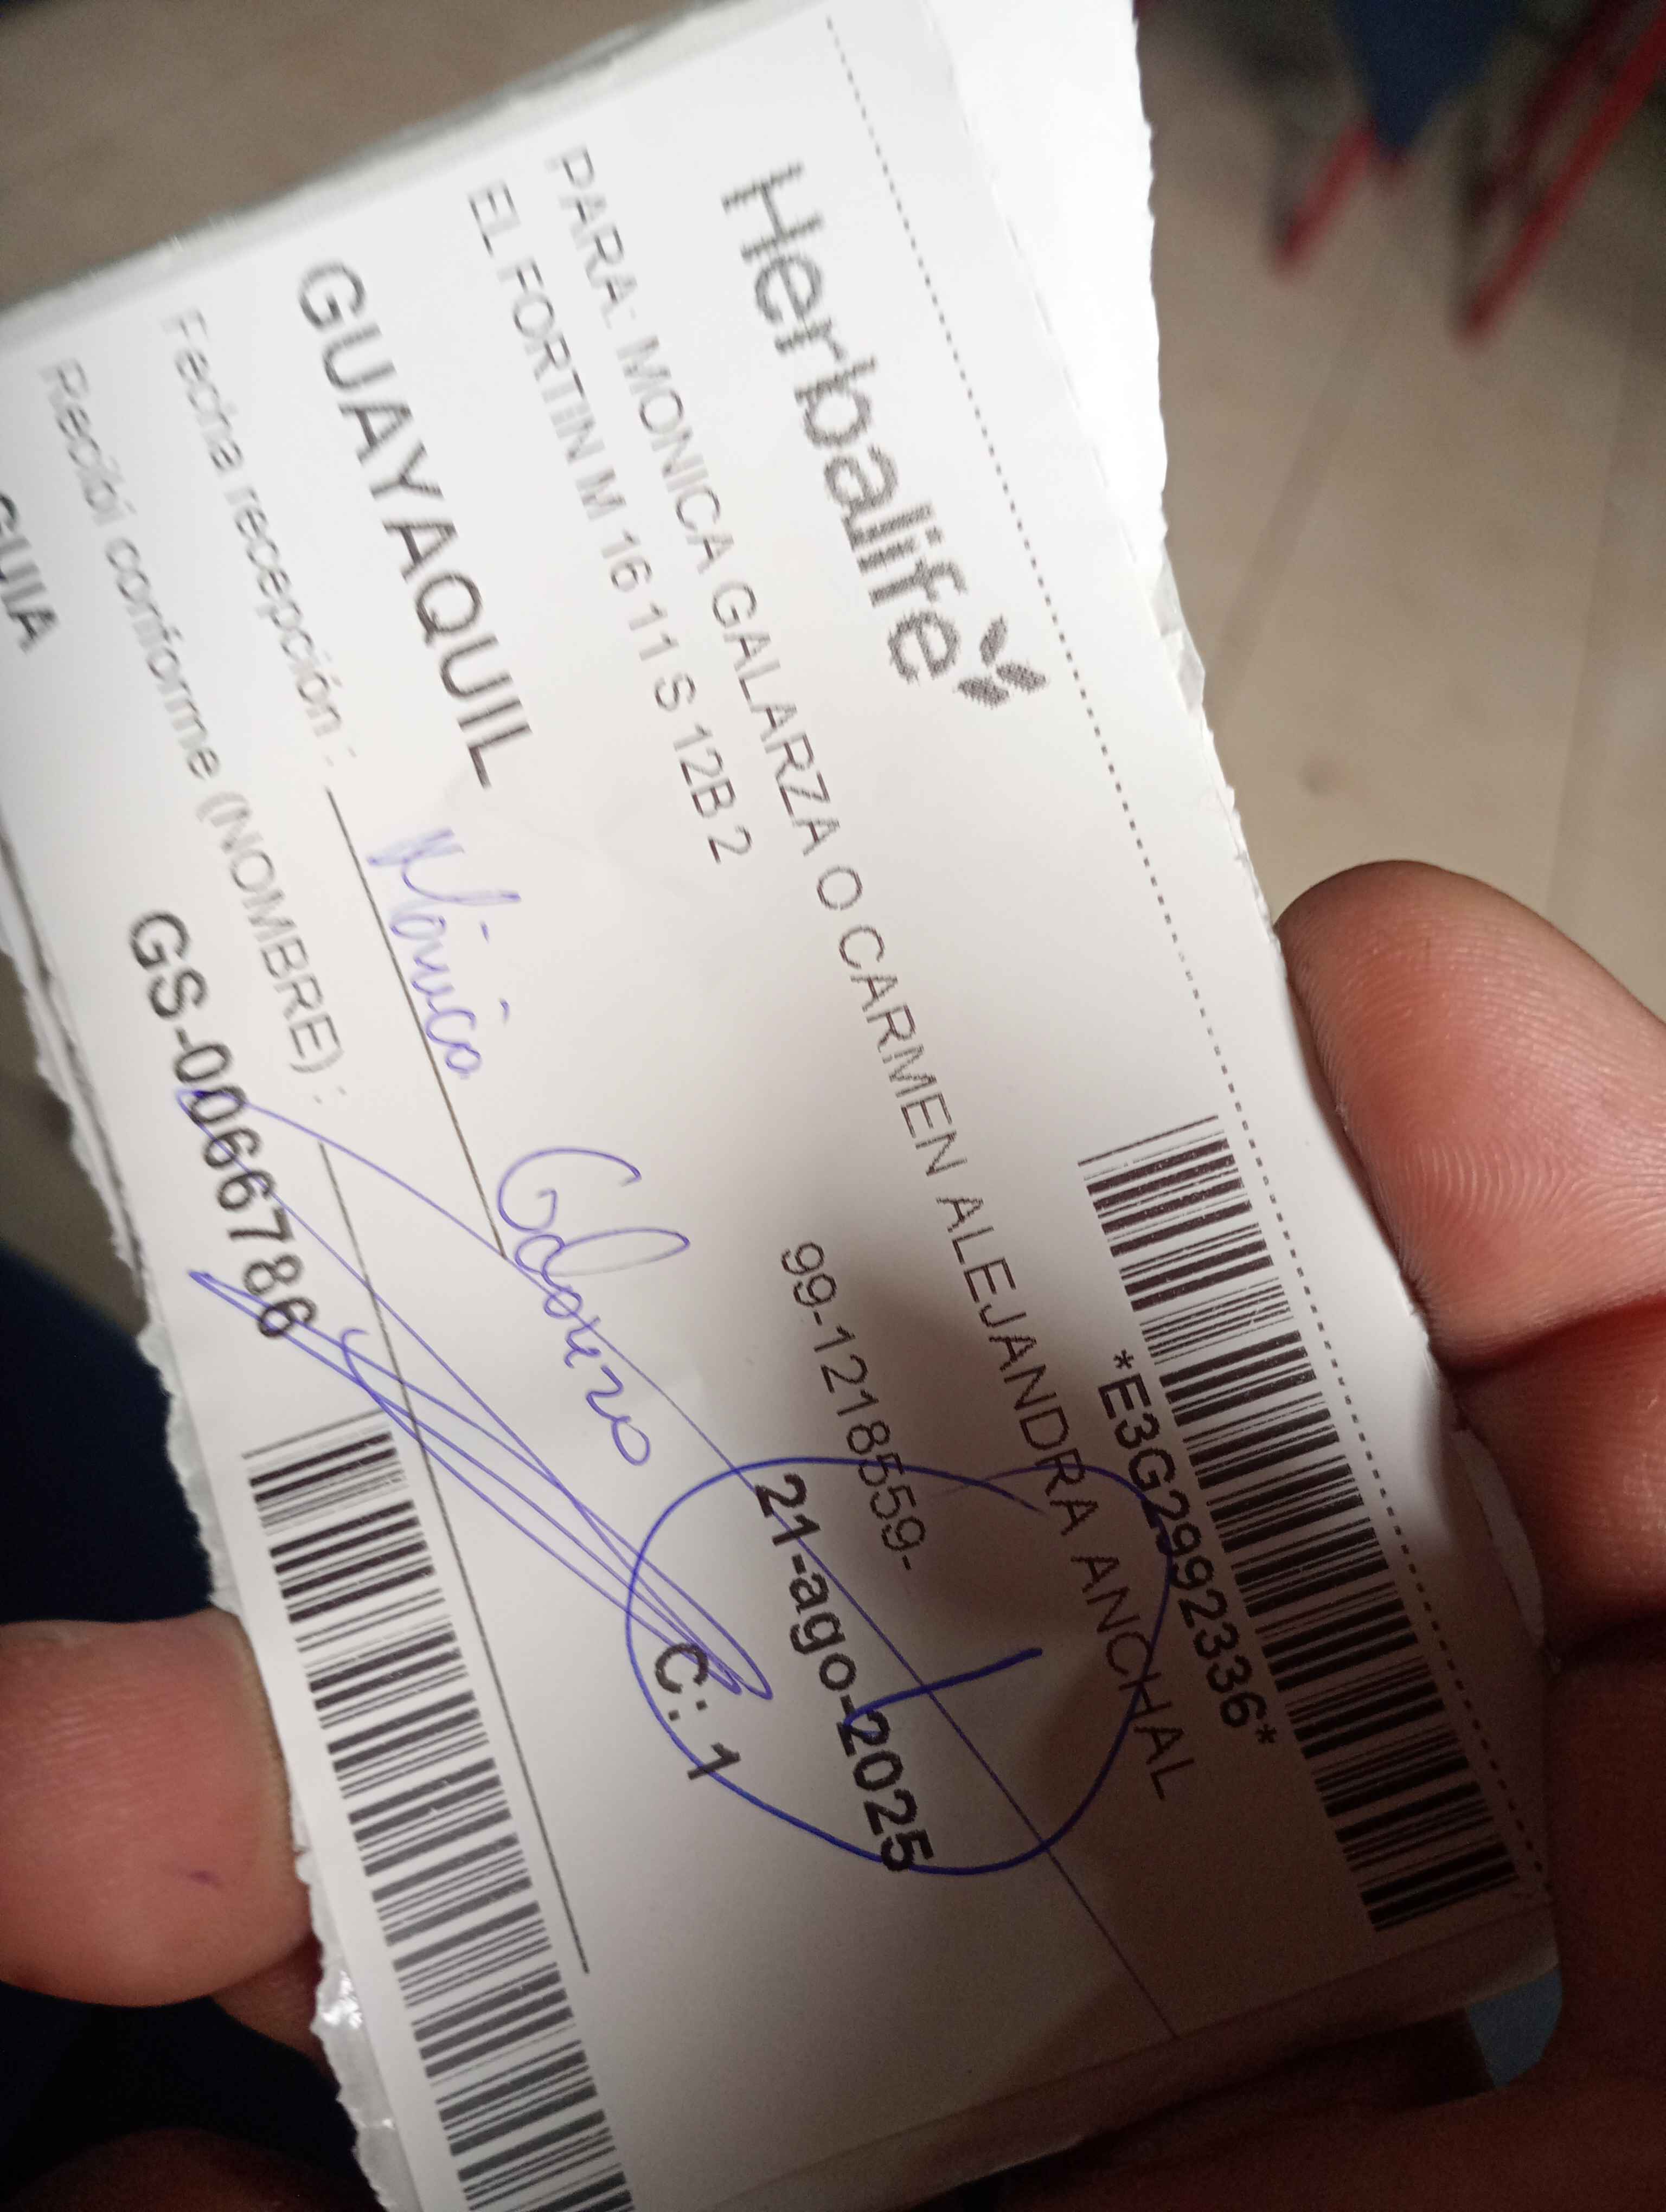 Herbalife
*E3G2992336*
PARA: MONICA GALARZA O CARMEN ALEJANDRA ANCHAL
EL FORTIN M 16 11 S 12B 2
99-1218559-
GUAYAQUIL
21-ago-2025
Fecha recepción :
C: 1
Mónica Galarza
Recibí conforme (NOMBRE) :
GUIA
GS-00667786